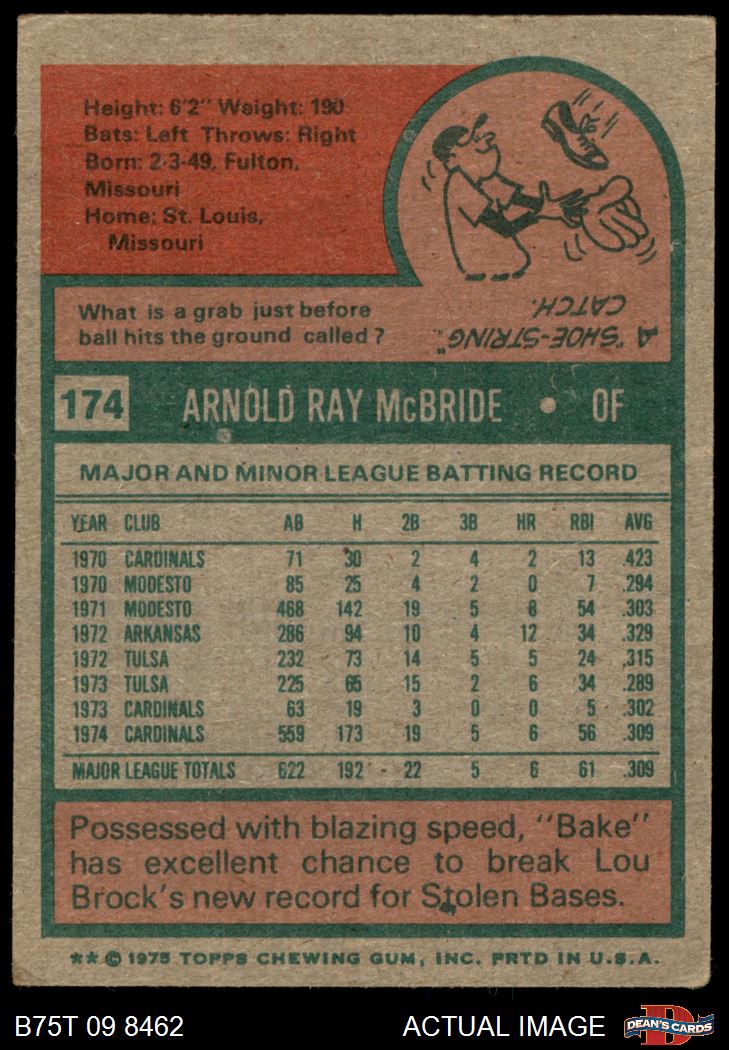 Height: 6'2" Weight: 190
Bats: Left Throws: Right
Born: 2-3-49, Fulton,
Missouri
Home: St. Louis,
Missouri
What is a grab just before
ball hits the ground called?
A "SHOE-STRING"
CATCH.
174 ARNOLD RAY McBRIDE • OF
MAJOR AND MINOR LEAGUE BATTING RECORD
YEAR CLUB AB H 2B 3B HR RBI AVG
1970 CARDINALS 71 30 2 4 2 13 .423
1970 MODESTO 85 25 4 2 0 7 .294
1971 MODESTO 468 142 19 5 8 54 .303
1972 ARKANSAS 286 94 10 4 12 34 .329
1972 TULSA 232 73 14 5 5 24 .315
1973 TULSA 225 65 15 2 6 34 .289
1973 CARDINALS 63 19 3 0 0 5 .302
1974 CARDINALS 559 173 19 5 6 56 .309
MAJOR LEAGUE TOTALS 622 192 22 5 6 61 .309
Possessed with blazing speed, "Bake"
has excellent chance to break Lou
Brock's new record for Stolen Bases.
** © 1975 TOPPS CHEWING GUM, INC. PRTD IN U.S.A.
B75T 09 8462 ACTUAL IMAGE DEAN'S CARDS